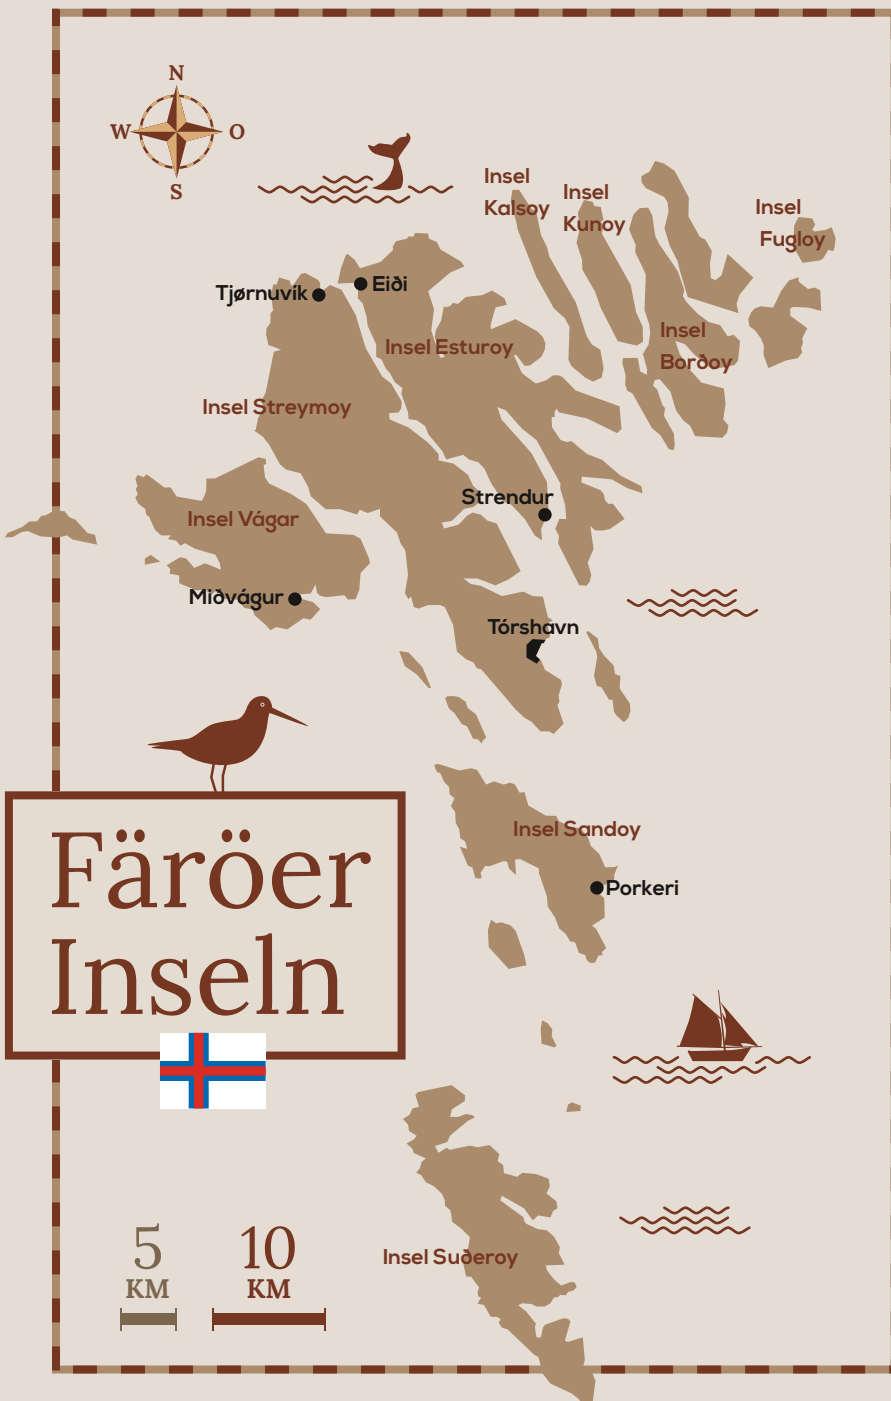 N
W
O
S
Insel
Kalsoy
Insel
Kunoy
Insel
Fugloy
Tjørnuvík
Eiði
Insel Esturoy
Insel
Borðoy
Insel Streymoy
Strendur
Insel Vágar
Miðvágur
Tórshavn
Insel Sandoy
Porkeri
Färöer
Inseln
Insel Suðeroy
5
KM
10
KM